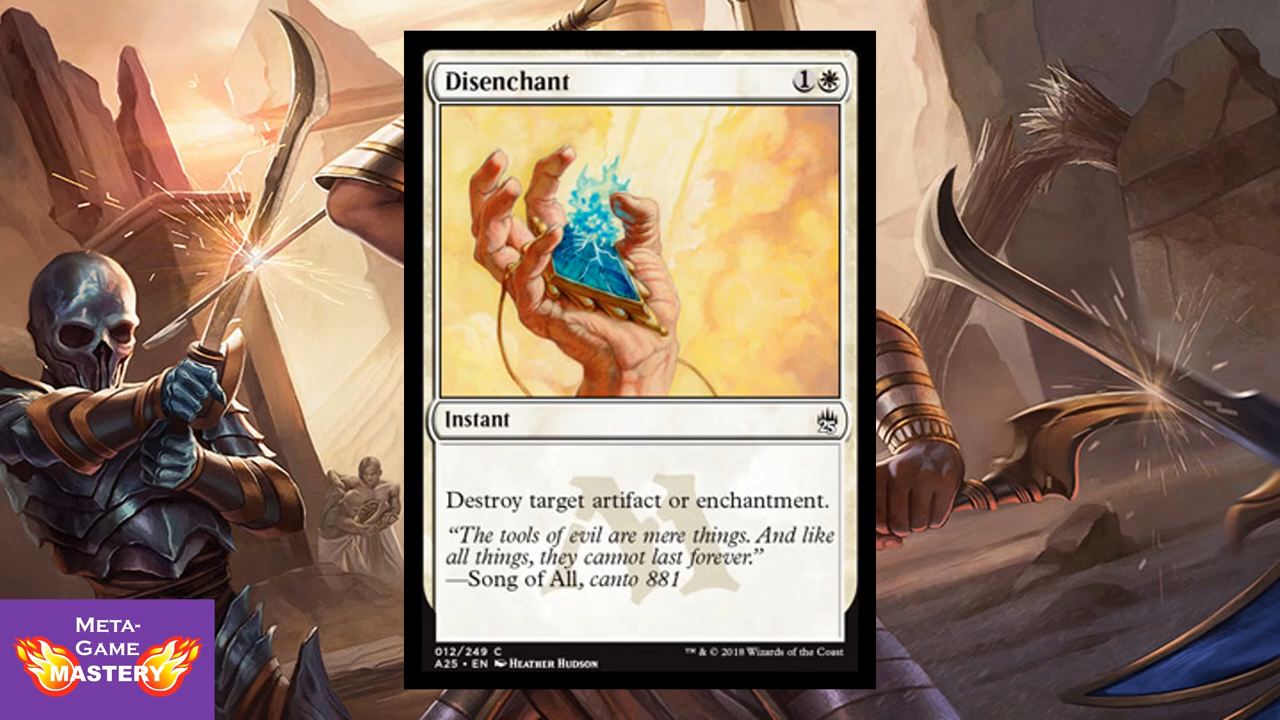 Disenchant 1
Instant
Destroy target artifact or enchantment.
“The tools of evil are mere things. And like
all things, they cannot last forever.”
—Song of All, canto 881
012/249 C
A25 • EN Heather Hudson
™ & © 2018 Wizards of the Coast
Meta-
Game
Mastery